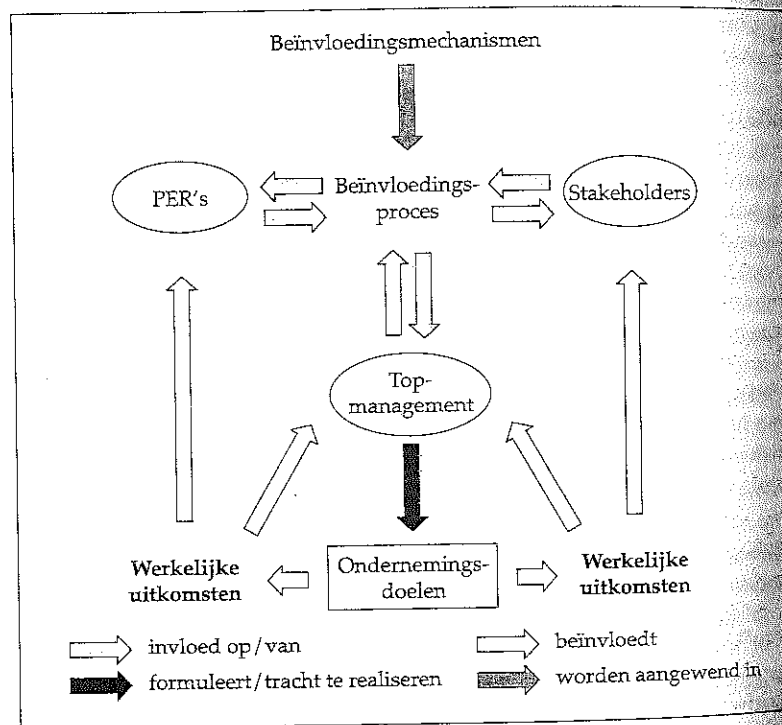 Beïnvloedingsmechanismen
PER's
Beïnvloedings-
proces
Stakeholders
Top-
management
Werkelijke
uitkomsten
Ondernemings-
doelen
Werkelijke
uitkomsten
invloed op/van
beïnvloedt
formuleert/tracht te realiseren
worden aangewend in